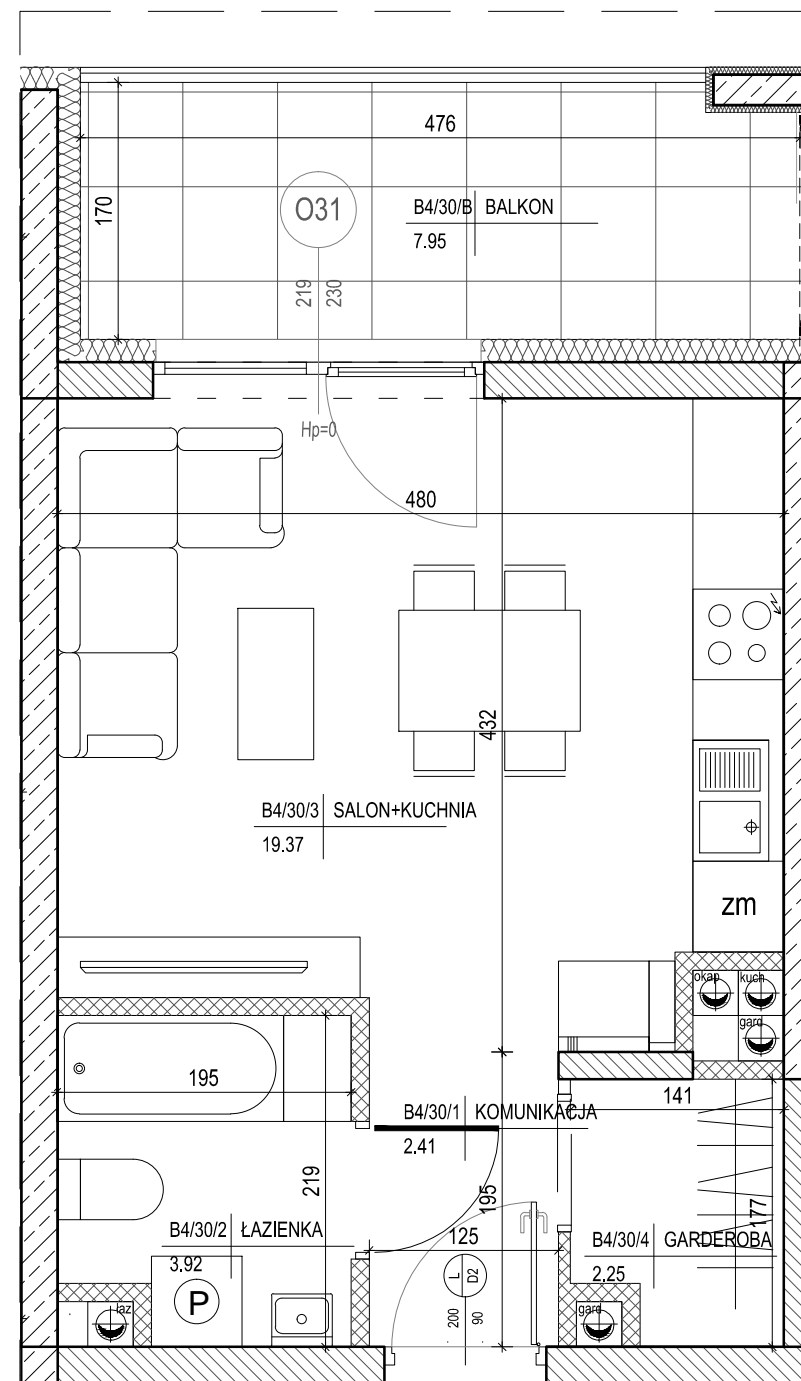 476
170
O31
B4/30/B BALKON
7.95
219
230
Hp=0
480
432
B4/30/3 SALON+KUCHNIA
19.37
zm
okap
kuch
gard
195
B4/30/1 KOMUNIKACJA
2.41
141
219
195
177
B4/30/2 ŁAZIENKA
3.92
125
B4/30/4 GARDEROBA
2.25
P
L
D2
200
90
łaz
gard